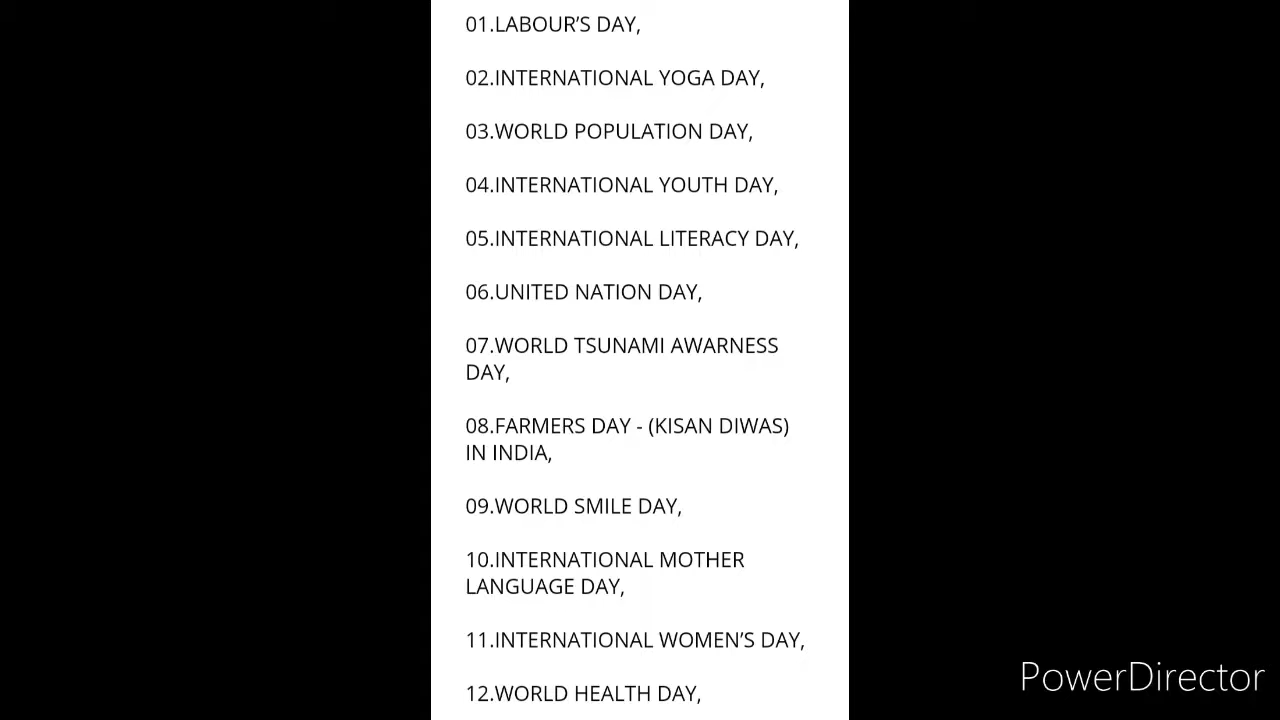 01.LABOUR’S DAY,
02.INTERNATIONAL YOGA DAY,
03.WORLD POPULATION DAY,
04.INTERNATIONAL YOUTH DAY,
05.INTERNATIONAL LITERACY DAY,
06.UNITED NATION DAY,
07.WORLD TSUNAMI AWARNESS
DAY,
08.FARMERS DAY - (KISAN DIWAS)
IN INDIA,
09.WORLD SMILE DAY,
10.INTERNATIONAL MOTHER
LANGUAGE DAY,
11.INTERNATIONAL WOMEN’S DAY,
12.WORLD HEALTH DAY,
PowerDirector